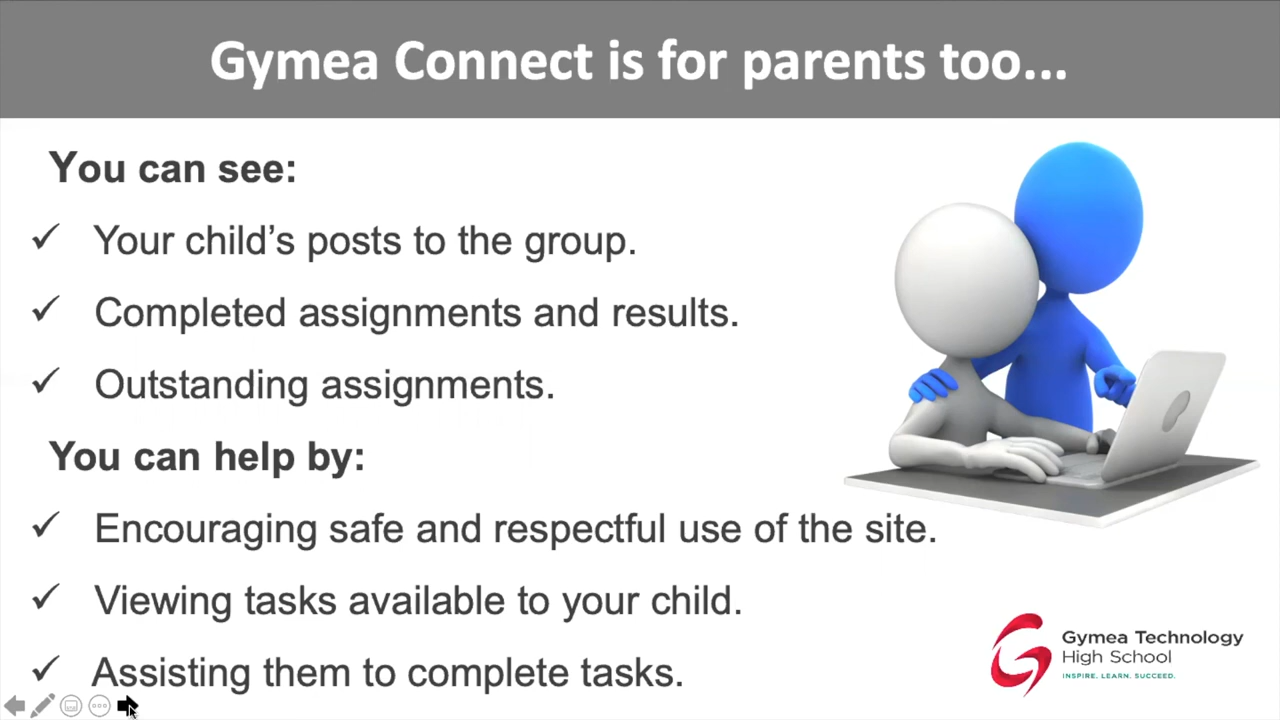 Gymea Connect is for parents too...
You can see:
✓ Your child's posts to the group.
✓ Completed assignments and results.
✓ Outstanding assignments.
You can help by:
✓ Encouraging safe and respectful use of the site.
✓ Viewing tasks available to your child.
✓ Assisting them to complete tasks.
Gymea Technology
High School
INSPIRE. LEARN. SUCCEED.